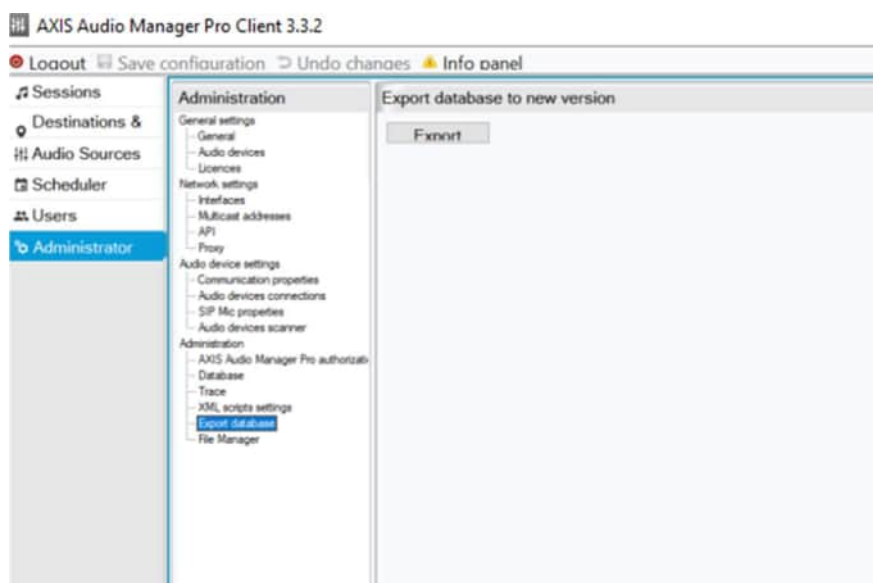 AXIS Audio Manager Pro Client 3.3.2
Logout Save configuration Undo changes Info panel
Sessions
Destinations &
Audio Sources
Scheduler
Users
Administrator
Administration
General settings
General
Audio devices
Licences
Network settings
Interfaces
Multicast addresses
API
Proxy
Audio device settings
Communication properties
Audio devices connections
SIP Mic properties
Audio devices scanner
Administration
AXIS Audio Manager Pro authorizati
Database
Trace
XML scripts settings
Export database
File Manager
Export database to new version
Export